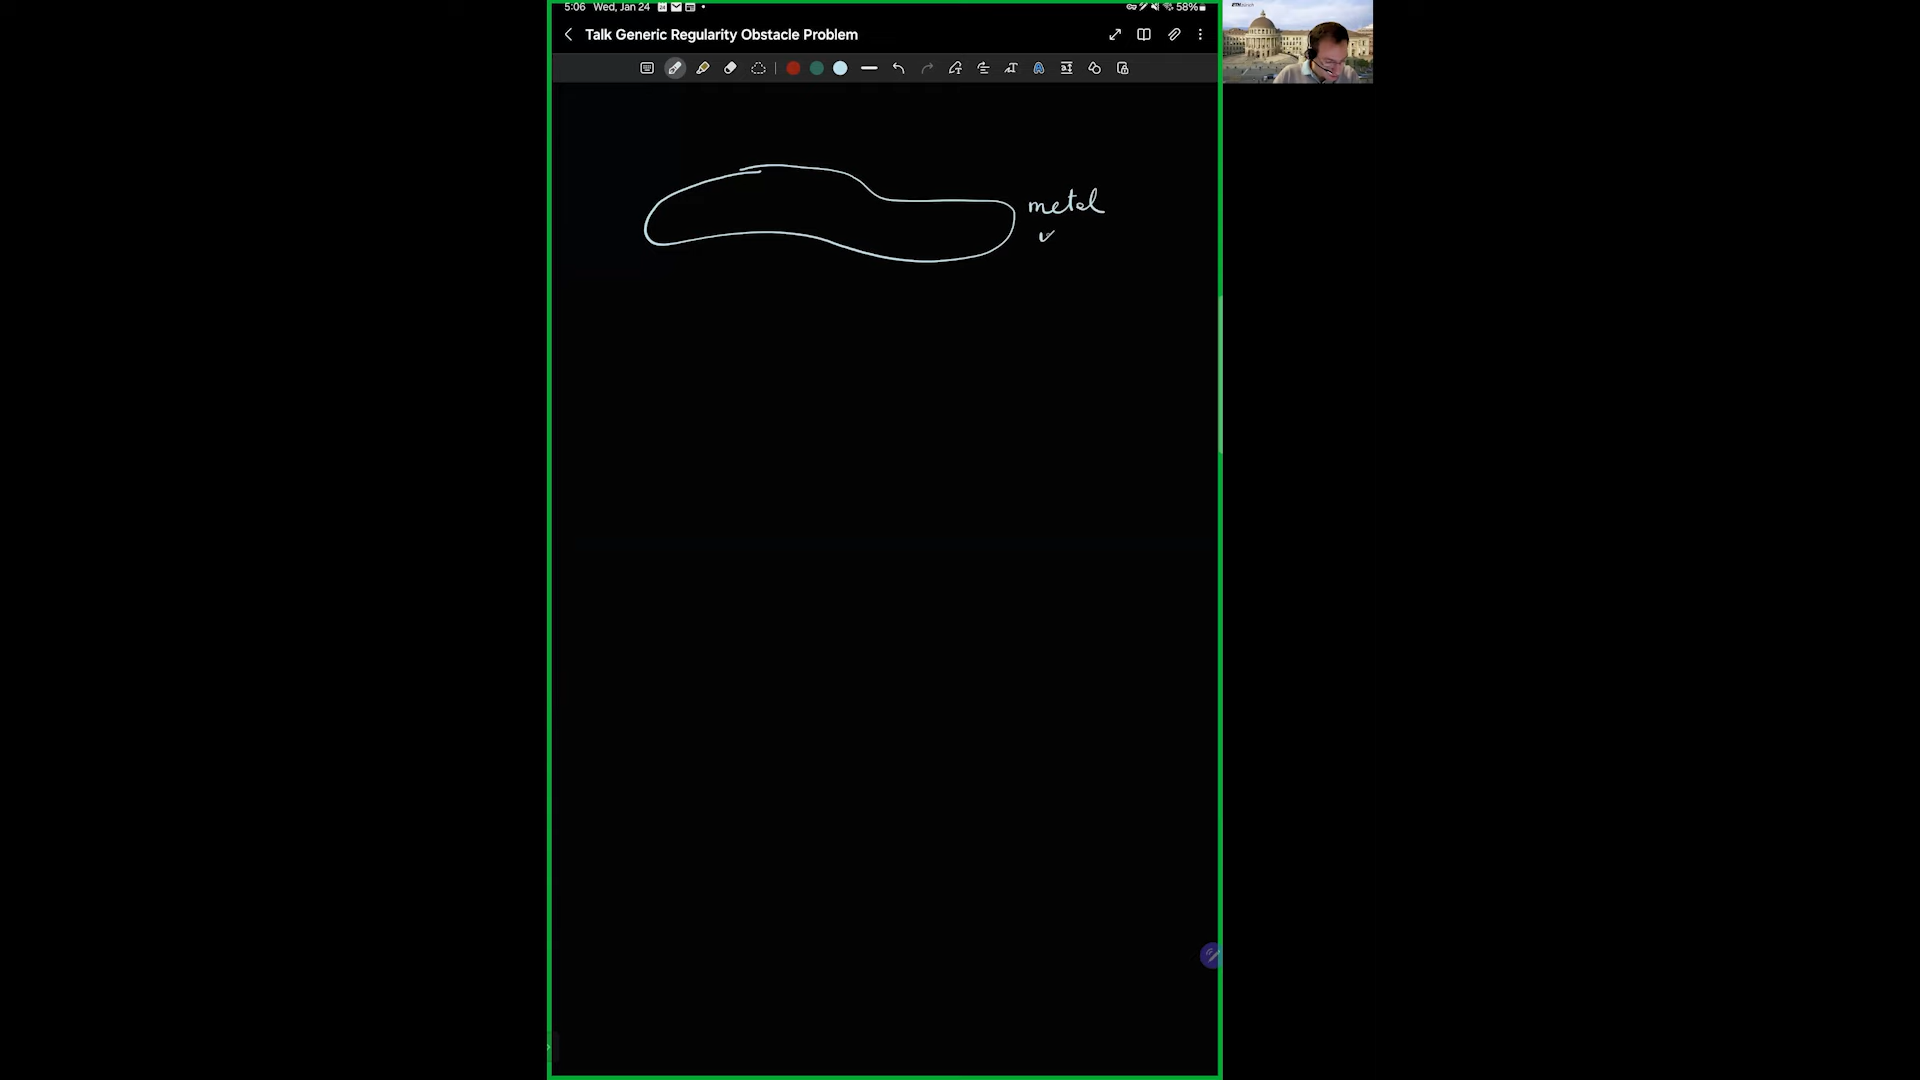 5:06 Wed, Jan 24 58%
Talk Generic Regularity Obstacle Problem
metal